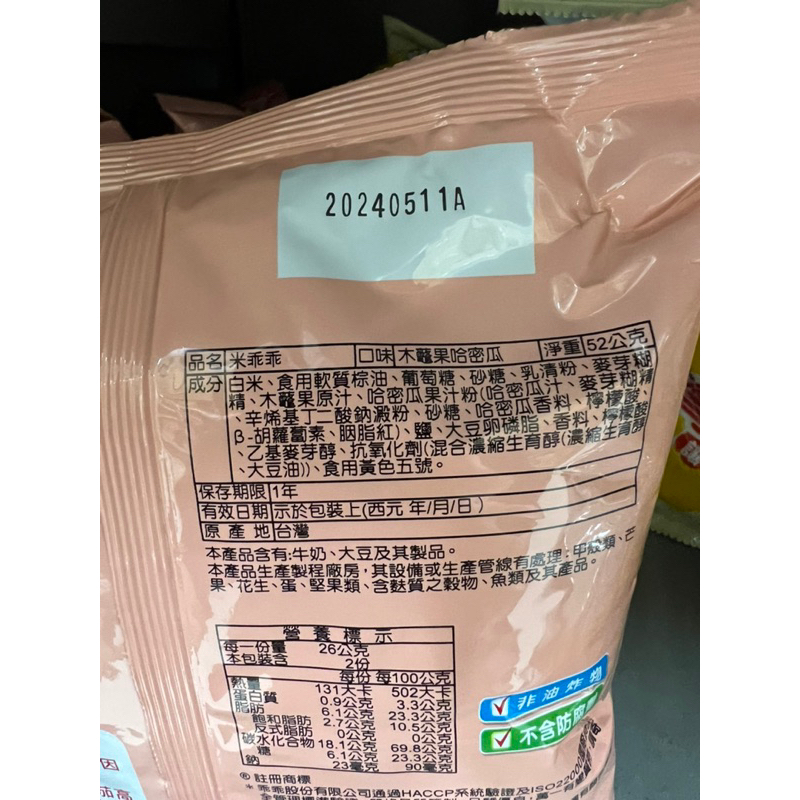 20240511A
品名 米乖乖 口味 木虌果哈密瓜 淨重 52公克
成分 白米、食用軟質棕油、葡萄糖、砂糖、乳清粉、麥芽糊
精、木虌果原汁、哈密瓜果汁粉(哈密瓜汁、麥芽糊精
、辛烯基丁二酸鈉澱粉、砂糖、哈密瓜香料、檸檬酸、
β-胡蘿蔔素、胭脂紅)、鹽、大豆卵磷脂、香料、檸檬酸
、乙基麥芽醇、抗氧化劑(混合濃縮生育醇(濃縮生育醇
、大豆油))、食用黃色五號。
保存期限 1年
有效日期 示於包裝上(西元 年/月/日)
原產地 台灣
本產品含有:牛奶、大豆及其製品。
本產品生產製程廠房,其設備或生產管線有處理:甲殼類、芒
果、花生、蛋、堅果類、含麩質之穀物、魚類及其產品。
營養標示
每一份量 26公克
本包裝含 2份
每份 每100公克
熱量 131大卡 502大卡
蛋白質 0.9公克 3.3公克
脂肪 6.1公克 23.3公克
飽和脂肪 2.7公克 10.5公克
反式脂肪 0公克 0公克
碳水化合物 18.1公克 69.8公克
糖 6.1公克 23.3公克
鈉 23毫克 90毫克
非油炸物
不含防腐
® 註冊商標
*乖乖股份有限公司通過HACCP系統驗證及ISO2200
因
茄高